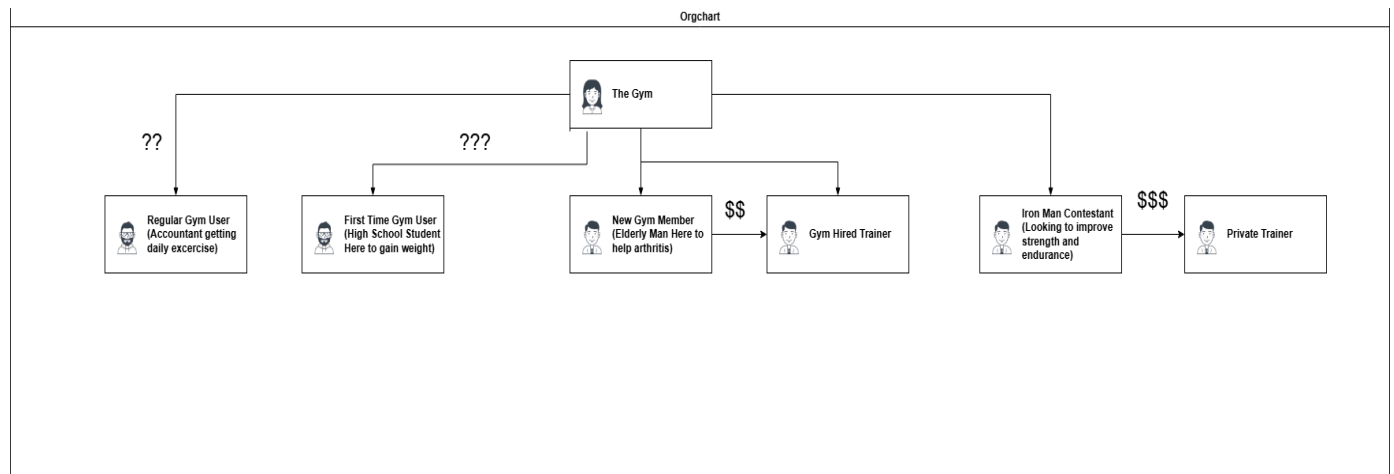 Orgchart
The Gym
??
???
Regular Gym User
(Accountant getting
daily excercise)
First Time Gym User
(High School Student
Here to gain weight)
New Gym Member
(Elderly Man Here to
help arthritis)
$$
Gym Hired Trainer
Iron Man Contestant
(Looking to improve
strength and
endurance)
$$$
Private Trainer